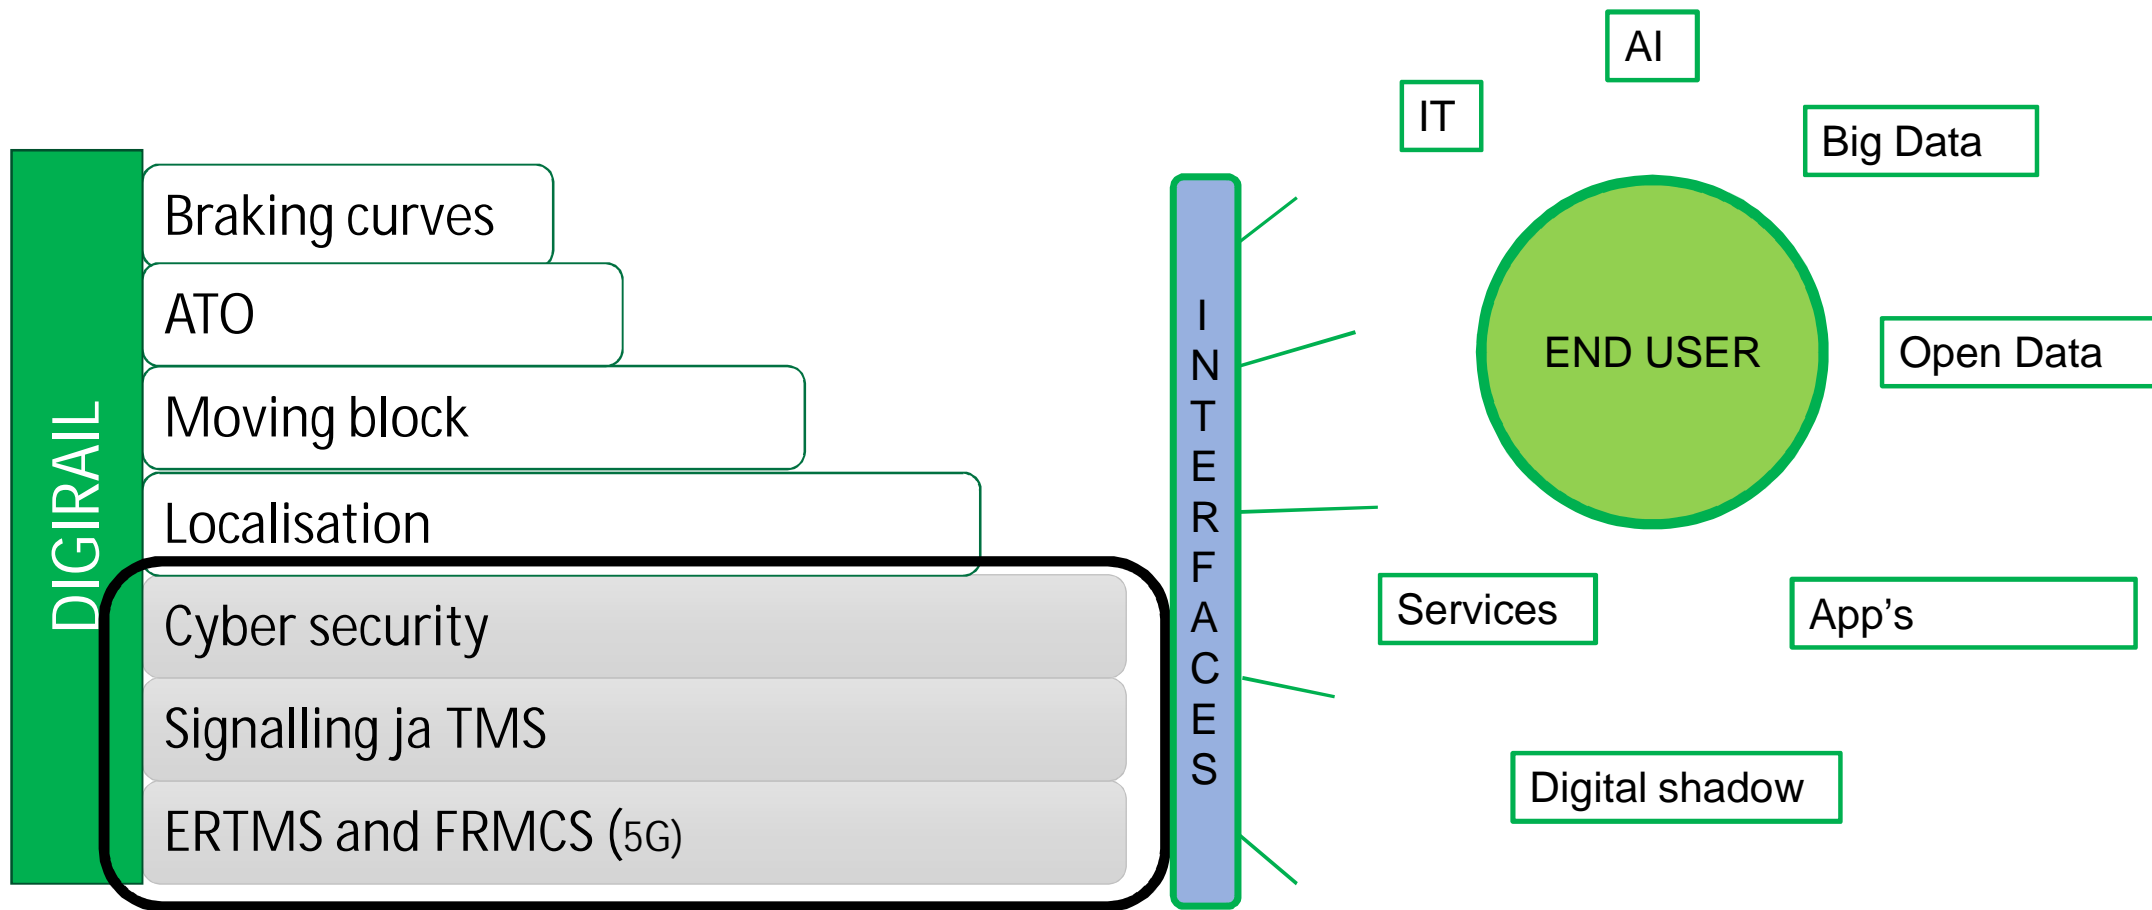 DIGIRAIL
Braking curves
ATO
Moving block
Localisation
Cyber security
Signalling ja TMS
ERTMS and FRMCS (5G)
INTERFACES
AI
IT
Big Data
END USER
Open Data
Services
App's
Digital shadow